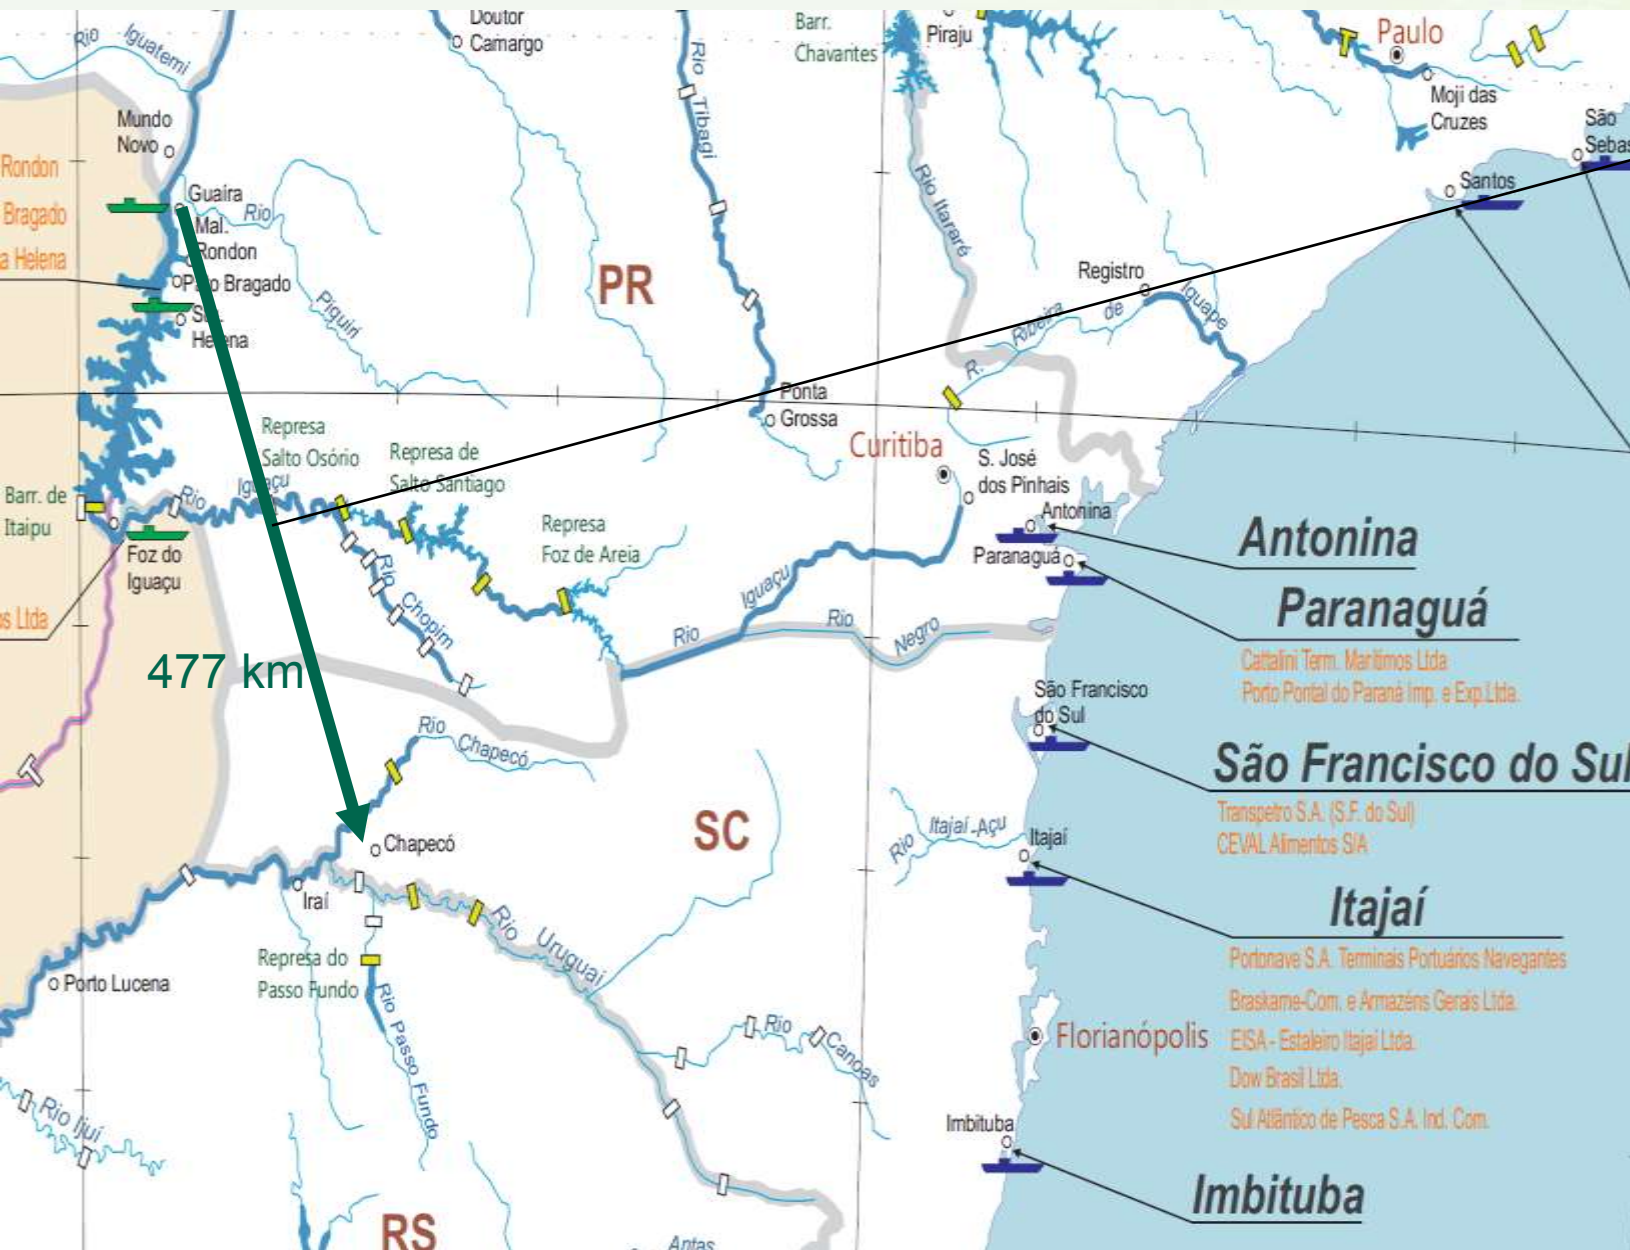 Rio
Iguatemi
Doutor
Camargo
Barr.
Chavantes
Piraju
Paulo
Moji das
Cruzes
São
Sebas
Santos
Mundo
Novo
Rondon
Bragado
a Helena
Guaíra
Mal.
Rondon
Bragado
Helena
Rio
Piquiri
Rio Tibagi
PR
Rio Itararé
Registro
R. Ribeira de Iguape
Ponta
Grossa
Curitiba
S. José
dos Pinhais
Antonina
Paranaguá
Represa
Salto Osório
Represa de
Salto Santiago
Represa
Foz de Areia
Barr. de
Itaipu
Rio Iguaçu
Foz do
Iguaçu
os Ltda
Rio Chopim
Rio Iguaçu
Rio Negro
477 km
Antonina
Paranaguá
Cattalini Term. Marítimos Ltda
Porto Pontal do Paraná Imp. e Exp.Ltda.
São Francisco
do Sul
São Francisco do Sul
Transpetro S.A. (S.F. do Sul)
CEVAL Alimentos S/A
Rio Chapecó
Chapecó
SC
Rio Itajaí-Açu
Itajaí
Itajaí
Portonave S.A. Terminais Portuários Navegantes
Braskarne-Com. e Armazéns Gerais Ltda.
EISA - Estaleiro Itajaí Ltda.
Dow Brasil Ltda.
Sul Atlântico de Pesca S.A. Ind. Com.
Iraí
Rio Uruguai
Represa do
Passo Fundo
Rio Passo Fundo
Porto Lucena
Rio Canoas
Florianópolis
Rio Ijuí
Imbituba
Imbituba
RS
Antas